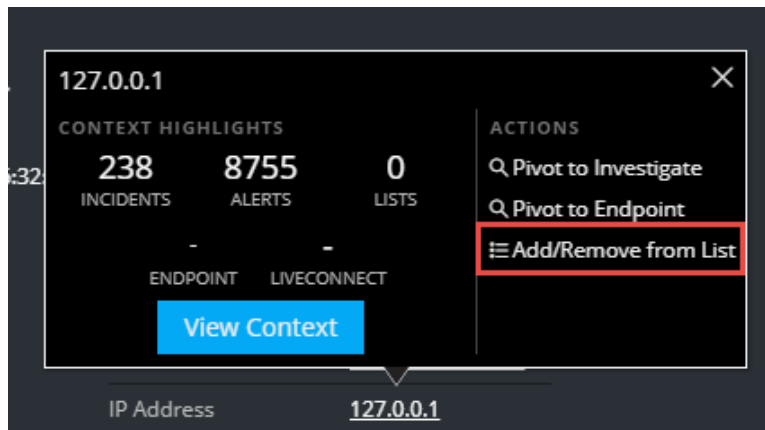 127.0.0.1
CONTEXT HIGHLIGHTS
238 8755 0
INCIDENTS ALERTS LISTS
- -
ENDPOINT LIVECONNECT
View Context
ACTIONS
Pivot to Investigate
Pivot to Endpoint
Add/Remove from List
:32:
IP Address 127.0.0.1